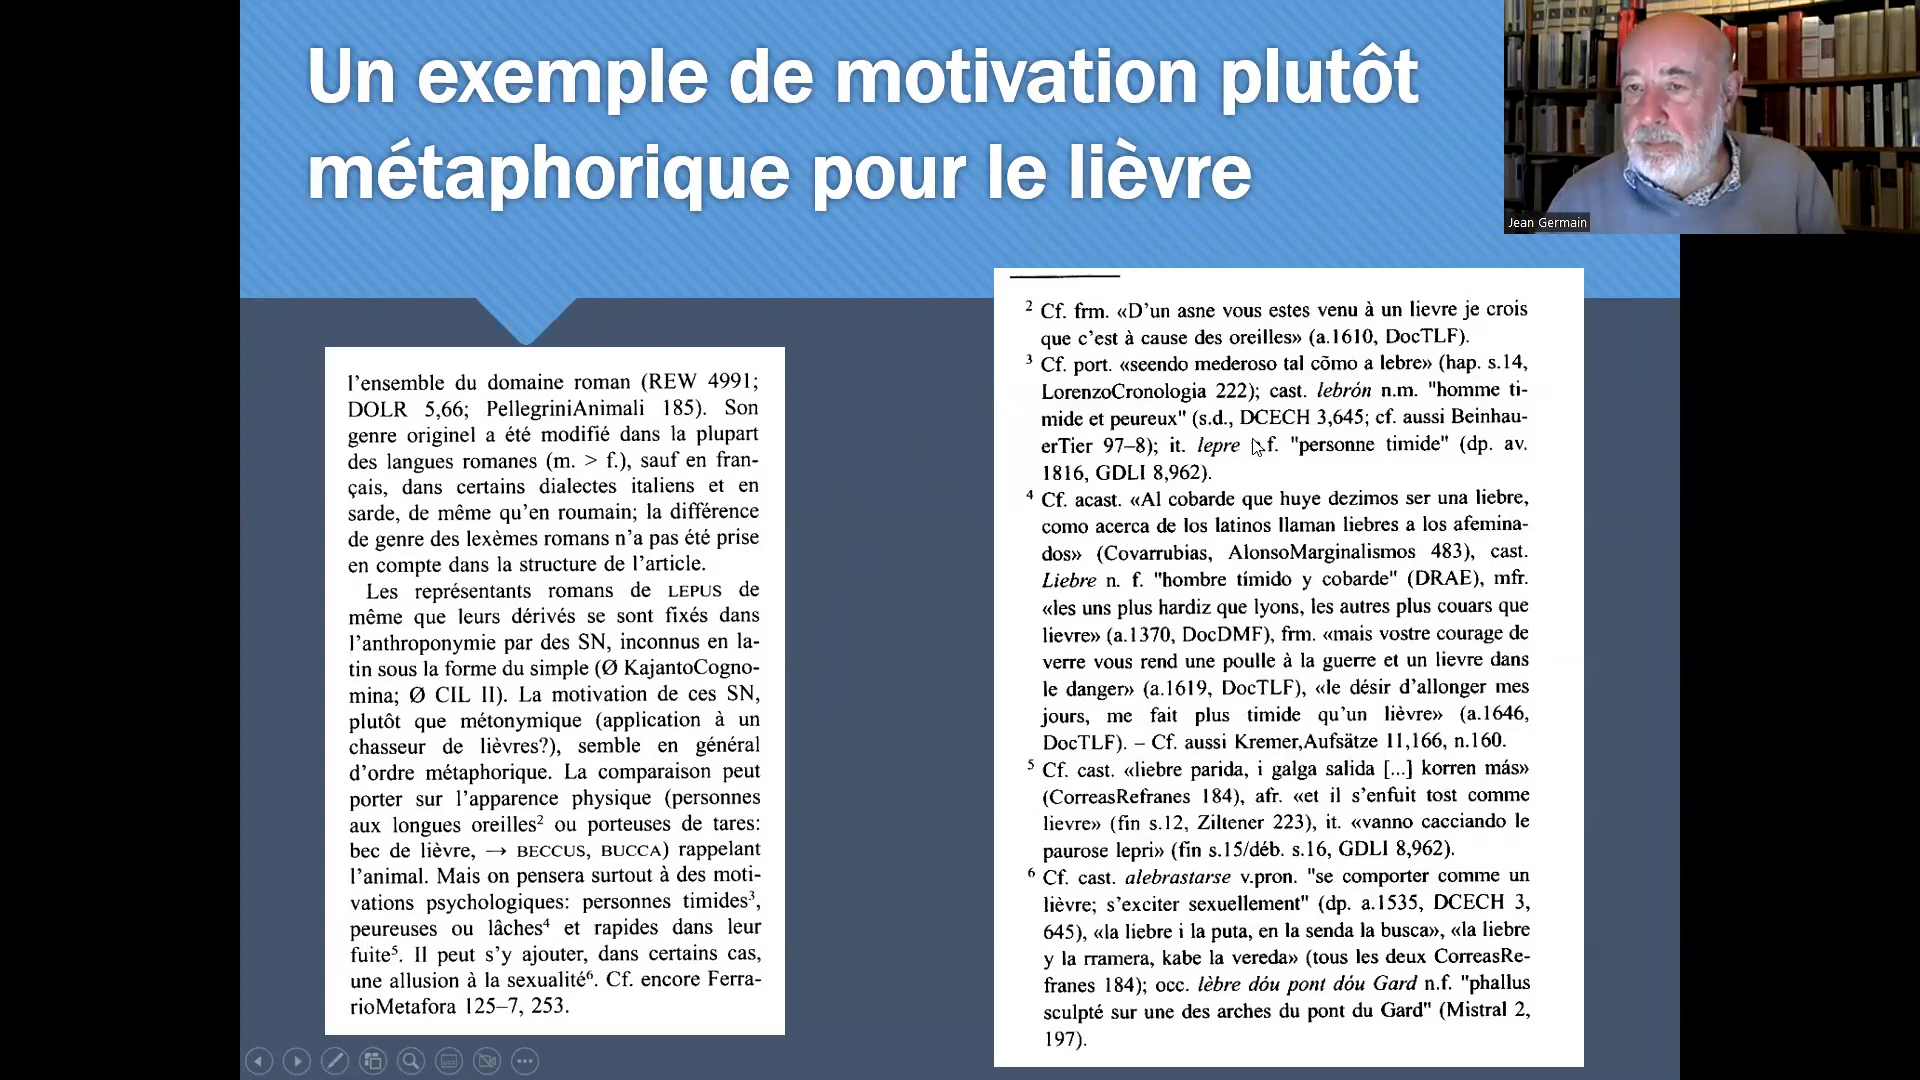 Un exemple de motivation plutôt
métaphorique pour le lièvre
Jean Germain
l'ensemble du domaine roman (REW 4991;
DOLR 5,66; PellegriniAnimali 185). Son
genre originel a été modifié dans la plupart
des langues romanes (m. > f.), sauf en fran-
çais, dans certains dialectes italiens et en
sarde, de même qu'en roumain; la différence
de genre des lexèmes romans n'a pas été prise
en compte dans la structure de l'article.
Les représentants romans de LEPUS de
même que leurs dérivés se sont fixés dans
l'anthroponymie par des SN, inconnus en la-
tin sous la forme du simple (Ø KajantoCogno-
mina; Ø CIL II). La motivation de ces SN,
plutôt que métonymique (application à un
chasseur de lièvres?), semble en général
d'ordre métaphorique. La comparaison peut
porter sur l'apparence physique (personnes
aux longues oreilles² ou porteuses de tares:
bec de lièvre, → BECCUS, BUCCA) rappelant
l'animal. Mais on pensera surtout à des moti-
vations psychologiques: personnes timides³,
peureuses ou lâches⁴ et rapides dans leur
fuite⁵. Il peut s'y ajouter, dans certains cas,
une allusion à la sexualité⁶. Cf. encore Ferra-
rioMetafora 125–7, 253.
² Cf. frm. «D'un asne vous estes venu à un lievre je crois
que c'est à cause des oreilles» (a.1610, DocTLF).
³ Cf. port. «seendo mederoso tal cõmo a lebre» (hap. s.14,
LorenzoCronologia 222); cast. lebrón n.m. "homme ti-
mide et peureux" (s.d., DCECH 3,645; cf. aussi Beinhau-
erTier 97–8); it. lepre f. "personne timide" (dp. av.
1816, GDLI 8,962).
⁴ Cf. acast. «Al cobarde que huye dezimos ser una liebre,
como acerca de los latinos llaman liebres a los afemina-
dos» (Covarrubias, AlonsoMarginalismos 483), cast.
Liebre n. f. "hombre tímido y cobarde" (DRAE), mfr.
«les uns plus hardiz que lyons, les autres plus couars que
lievre» (a.1370, DocDMF), frm. «mais vostre courage de
verre vous rend une poulle à la guerre et un lievre dans
le danger» (a.1619, DocTLF), «le désir d'allonger mes
jours, me fait plus timide qu'un lièvre» (a.1646,
DocTLF). – Cf. aussi Kremer,Aufsätze 11,166, n.160.
⁵ Cf. cast. «liebre parida, i galga salida [...] korren más»
(CorreasRefranes 184), afr. «et il s'enfuit tost comme
lievre» (fin s.12, Ziltener 223), it. «vanno cacciando le
paurose lepri» (fin s.15/déb. s.16, GDLI 8,962).
⁶ Cf. cast. alebrastarse v.pron. "se comporter comme un
lièvre; s'exciter sexuellement" (dp. a.1535, DCECH 3,
645), «la liebre i la puta, en la senda la busca», «la liebre
y la rramera, kabe la vereda» (tous les deux CorreasRe-
franes 184); occ. lèbre dóu pont dóu Gard n.f. "phallus
sculpté sur une des arches du pont du Gard" (Mistral 2,
197).